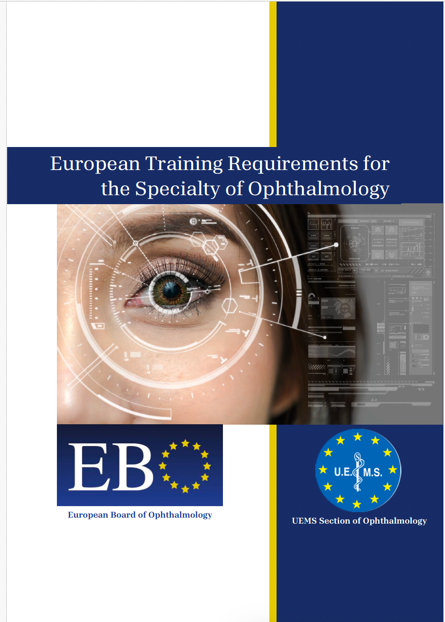 European Training Requirements for
the Specialty of Ophthalmology
EB
European Board of Ophthalmology
U.E. M.S.
UEMS Section of Ophthalmology